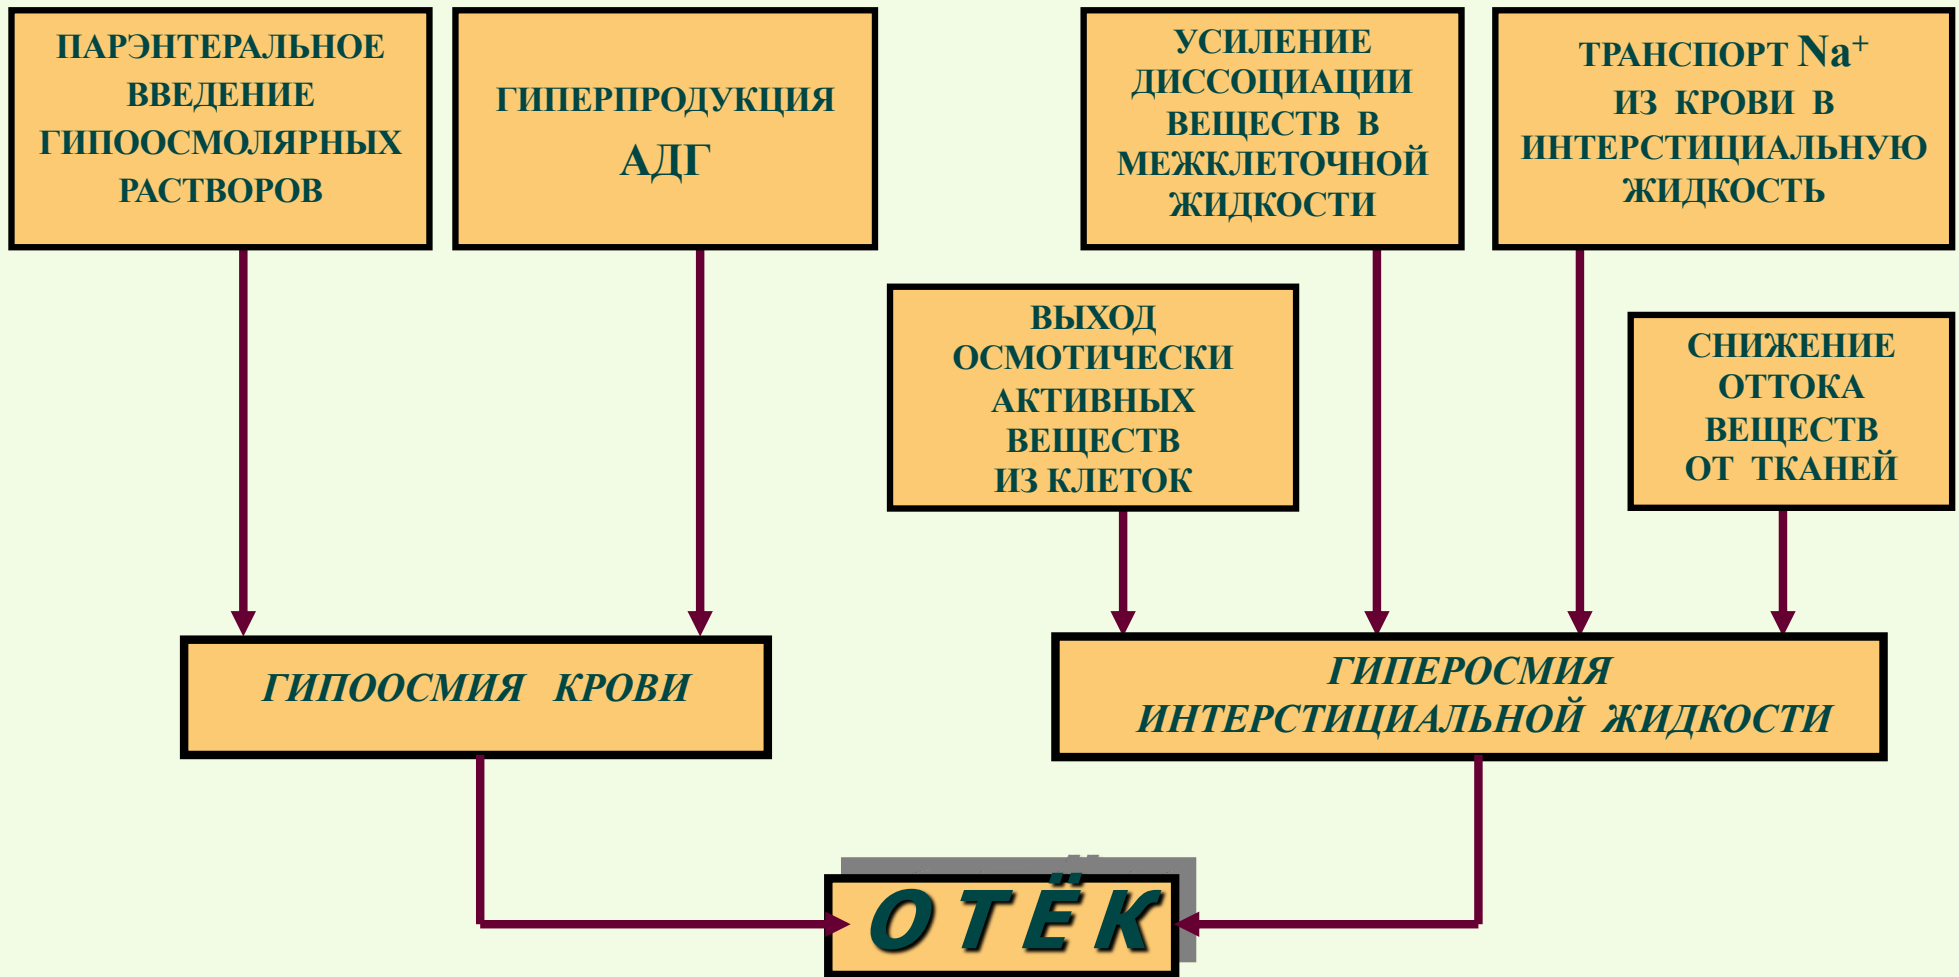 ПАРЭНТЕРАЛЬНОЕ
ВВЕДЕНИЕ
ГИПООСМОЛЯРНЫХ
РАСТВОРОВ
ГИПЕРПРОДУКЦИЯ
АДГ
УСИЛЕНИЕ
ДИССОЦИАЦИИ
ВЕЩЕСТВ В
МЕЖКЛЕТОЧНОЙ
ЖИДКОСТИ
ТРАНСПОРТ Na⁺
ИЗ КРОВИ В
ИНТЕРСТИЦИАЛЬНУЮ
ЖИДКОСТЬ
ВЫХОД
ОСМОТИЧЕСКИ
АКТИВНЫХ
ВЕЩЕСТВ
ИЗ КЛЕТОК
СНИЖЕНИЕ
ОТТОКА
ВЕЩЕСТВ
ОТ ТКАНЕЙ
ГИПООСМИЯ КРОВИ
ГИПЕРОСМИЯ
ИНТЕРСТИЦИАЛЬНОЙ ЖИДКОСТИ
ОТЁК